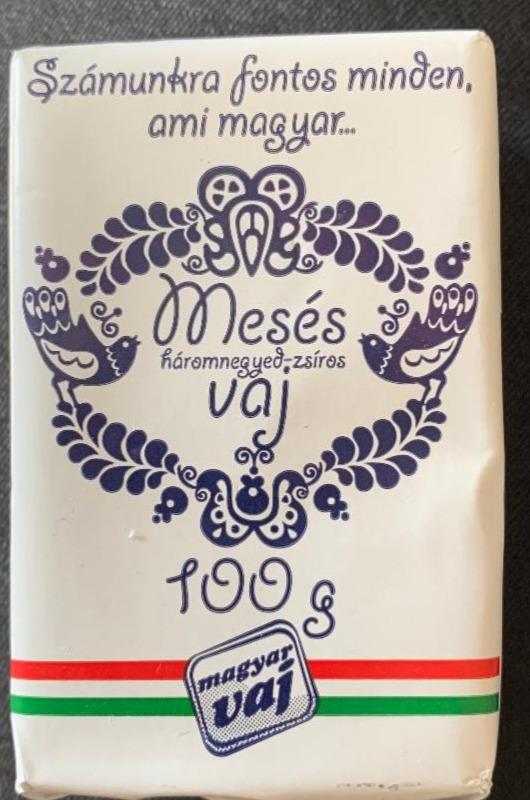 Számunkra fontos minden,
ami magyar...
Mesés
háromnegyed-zsíros
vaj
100 g
magyar
vaj